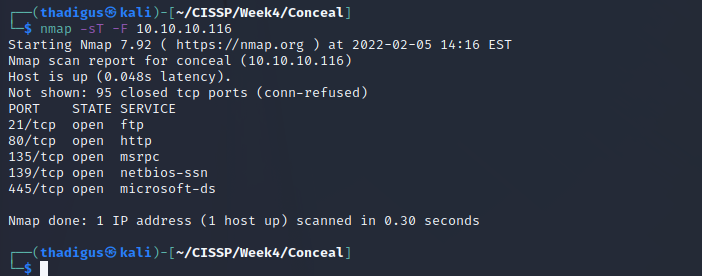 ┌──(thadigus㉿kali)-[~/CISSP/Week4/Conceal]
└─$ nmap -sT -F 10.10.10.116
Starting Nmap 7.92 ( https://nmap.org ) at 2022-02-05 14:16 EST
Nmap scan report for conceal (10.10.10.116)
Host is up (0.048s latency).
Not shown: 95 closed tcp ports (conn-refused)
PORT    STATE SERVICE
21/tcp  open  ftp
80/tcp  open  http
135/tcp open  msrpc
139/tcp open  netbios-ssn
445/tcp open  microsoft-ds
Nmap done: 1 IP address (1 host up) scanned in 0.30 seconds
┌──(thadigus㉿kali)-[~/CISSP/Week4/Conceal]
└─$